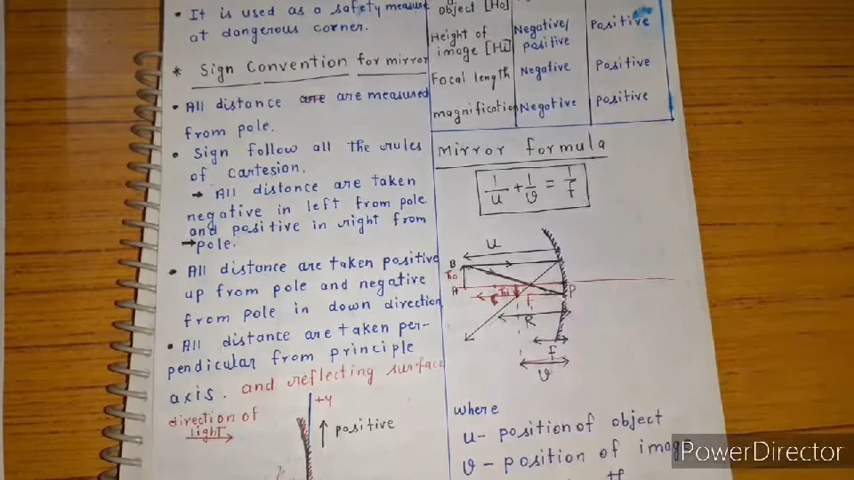 • It is used as a safety measure
at dangerous corner.
* Sign Convention for mirror
• All distance are are measured
from pole.
• Sign follow all the rules
of cartesion.
→ All distance are taken
negative in left from pole
and positive in right from
→ pole.
• All distance are taken positive
up from pole and negative
from pole in down direction
• All distance are taken per-
pendicular from principle
axis. and reflecting surface
direction of
light
+y
positive
object [Ho]
Height of
image [Hi]
Negative/
positive
Positive
Focal length
Negative
Positive
magnification
Negative
positive
Mirror formula
1/u + 1/v = 1/f
u
B
ho
A
hi
F
P
R
f
v
where
u - position of object
v - position of image
PowerDirector